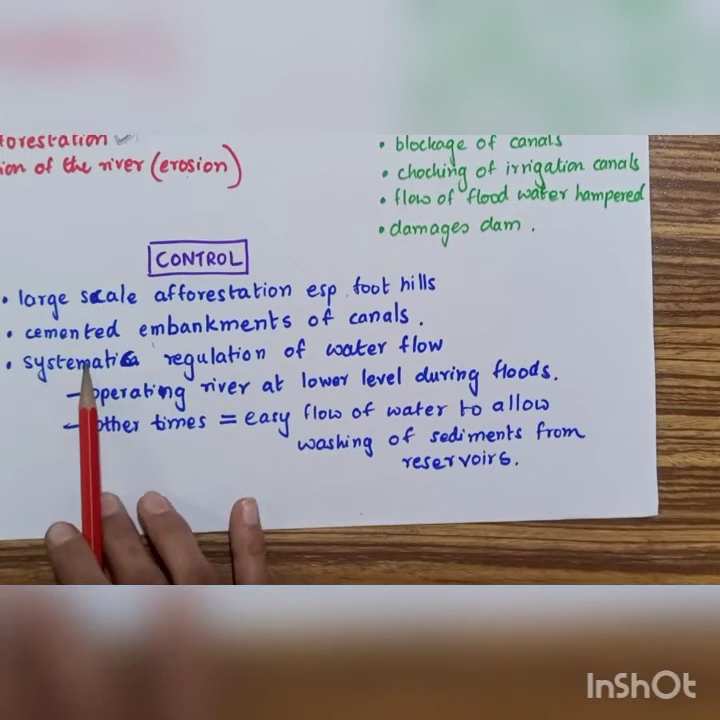 forestation
ion of the river (erosion)
• blockage of canals
• chocking of irrigation canals
• flow of flood water hampered
• damages dam.
CONTROL
• large scale afforestation esp foot hills
• cemented embankments of canals.
• systematic regulation of water flow
– operating river at lower level during floods.
– other times = easy flow of water to allow
washing of sediments from
reservoirs.
InShOt